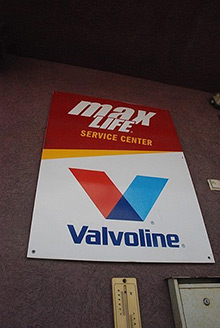 max
LIFE
SERVICE CENTER
Valvoline